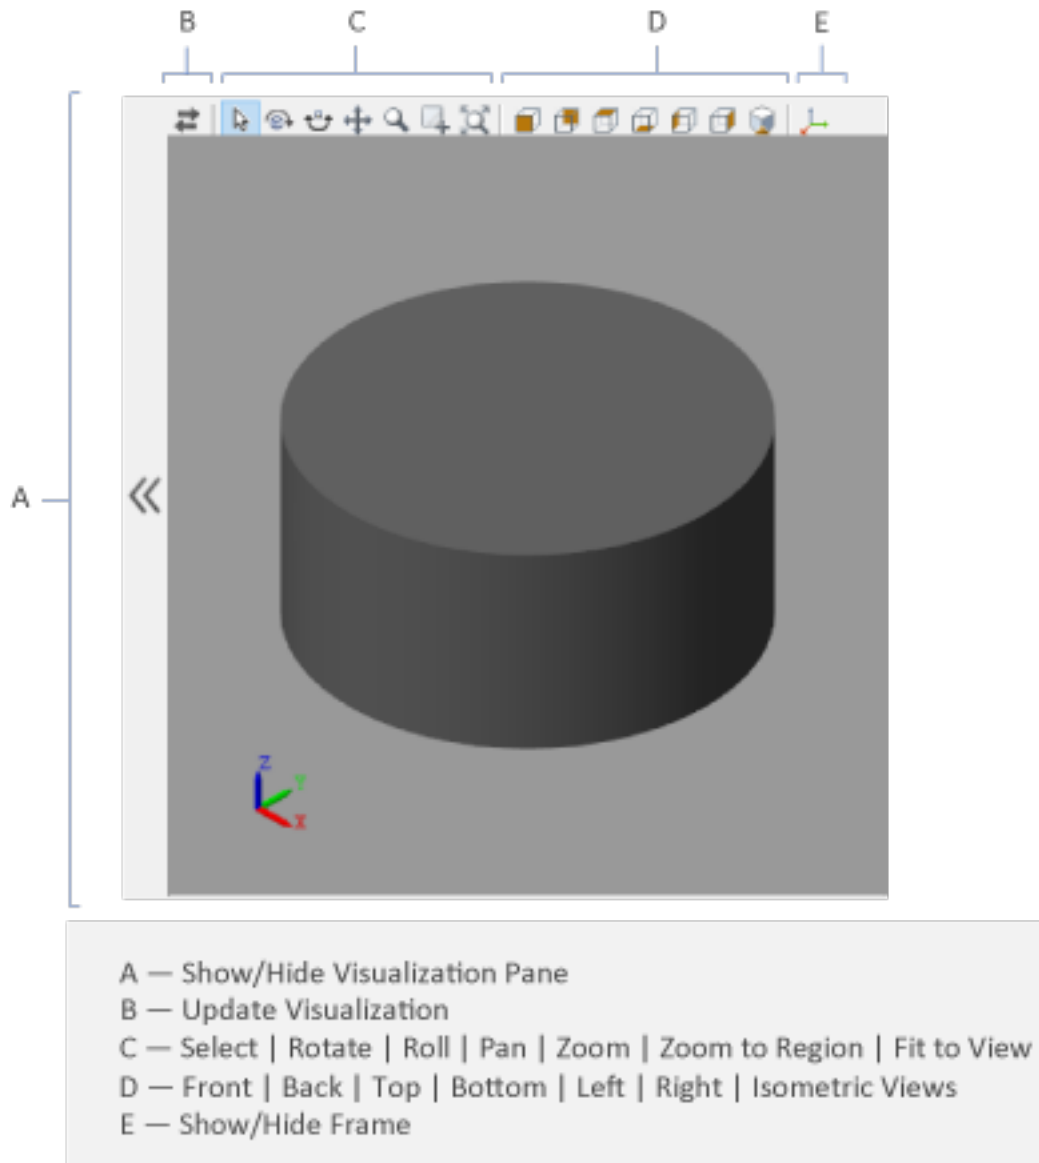 B C D E
A
Z
Y
X
A — Show/Hide Visualization Pane
B — Update Visualization
C — Select | Rotate | Roll | Pan | Zoom | Zoom to Region | Fit to View
D — Front | Back | Top | Bottom | Left | Right | Isometric Views
E — Show/Hide Frame